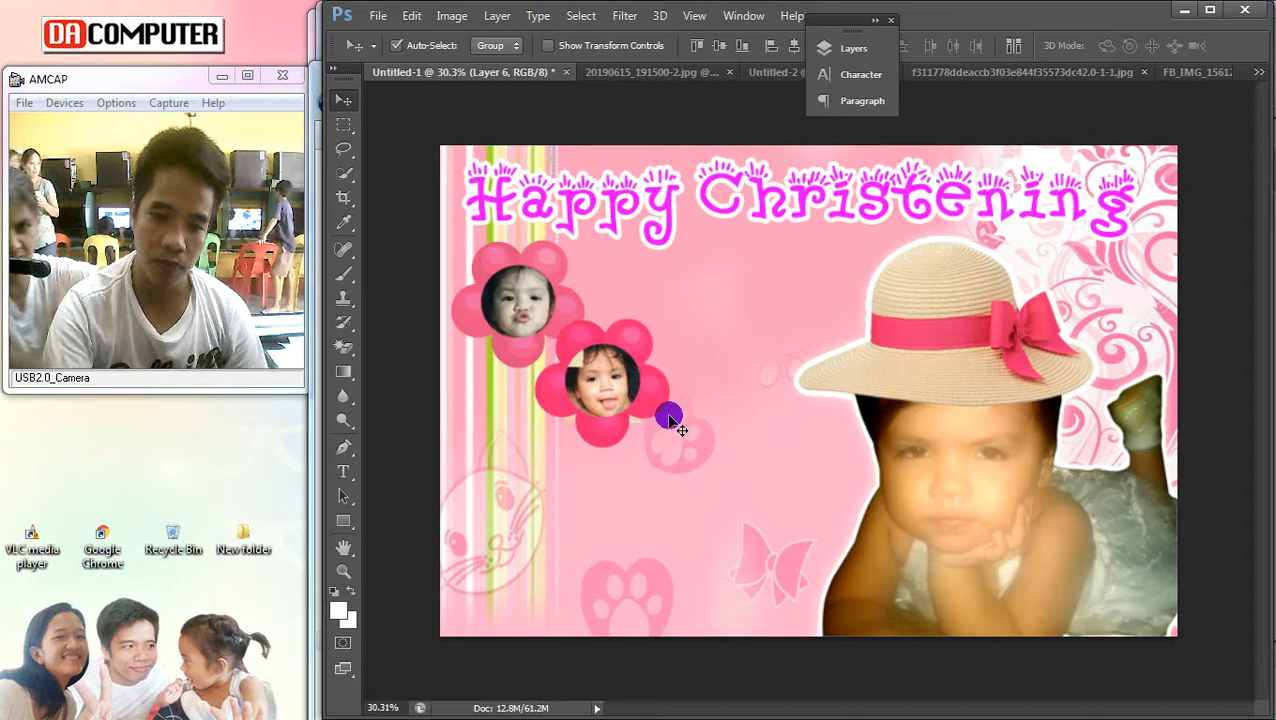 DA COMPUTER
AMCAP
File Devices Options Capture Help
USB2.0_Camera
VLC media player
Google Chrome
Recycle Bin
New folder
Ps File Edit Image Layer Type Select Filter 3D View Window Help
Auto-Select: Group Show Transform Controls 3D Mode:
Untitled-1 @ 30.3% (Layer 6, RGB/8) * 20190615_191500-2.jpg @... Untitled-2 f311778ddeaccb3f03e844f35573dc42.0-1-1.jpg FB_IMG_1561
Layers
Character
Paragraph
Happy Christening
30.31% Doc: 12.8M/61.2M